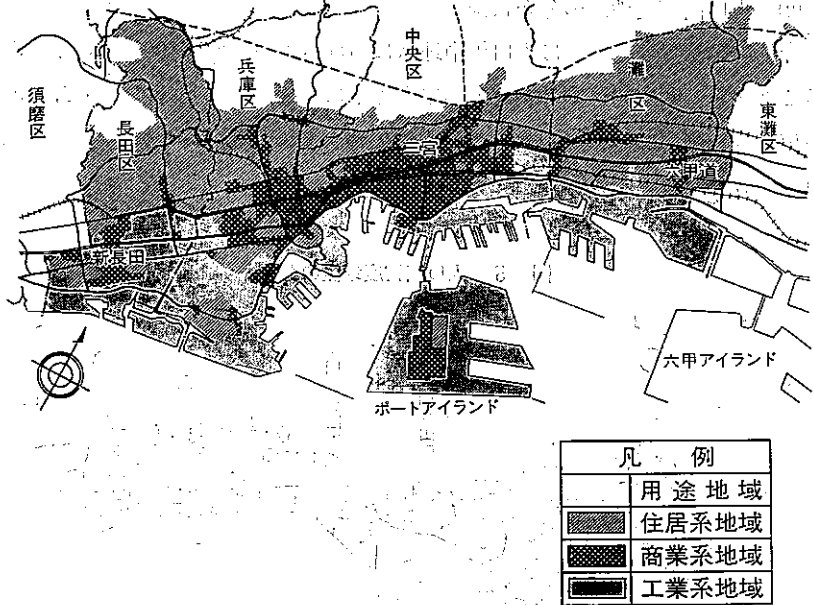 中央区
兵庫区
灘区
須磨区
長田区
東灘区
三宮
六甲道
新長田
六甲アイランド
ポートアイランド
凡 例
用途地域
住居系地域
商業系地域
工業系地域